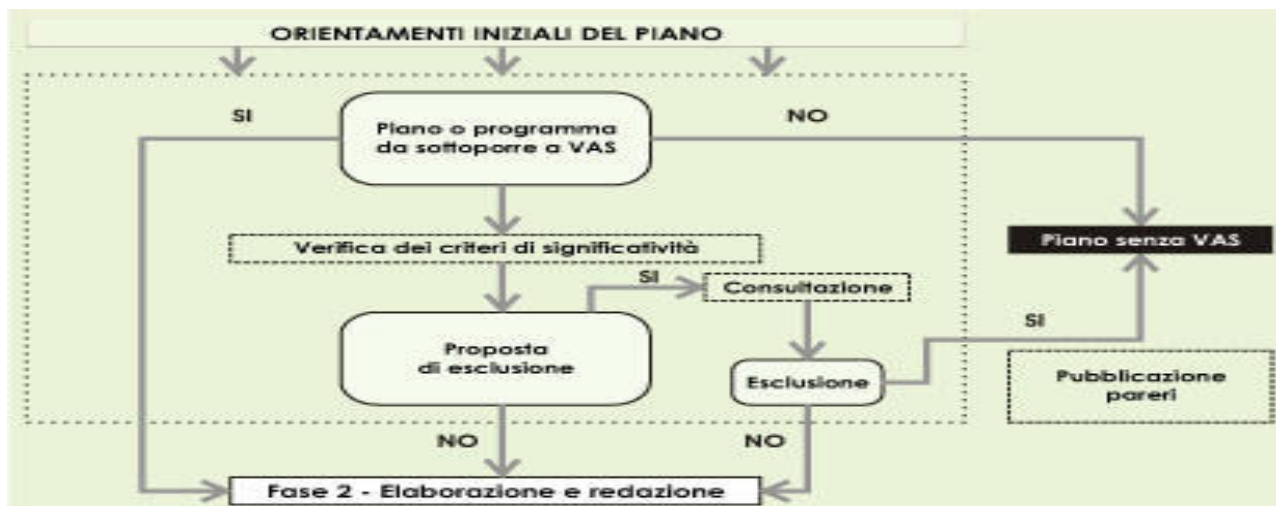 ORIENTAMENTI INIZIALI DEL PIANO
SI
NO
Piano o programma
da sottoporre a VAS
Verifica dei criteri di significatività
Piano senza VAS
SI
Consultazione
SI
Proposta
di esclusione
Esclusione
Pubblicazione
pareri
NO
NO
Fase 2 - Elaborazione e redazione